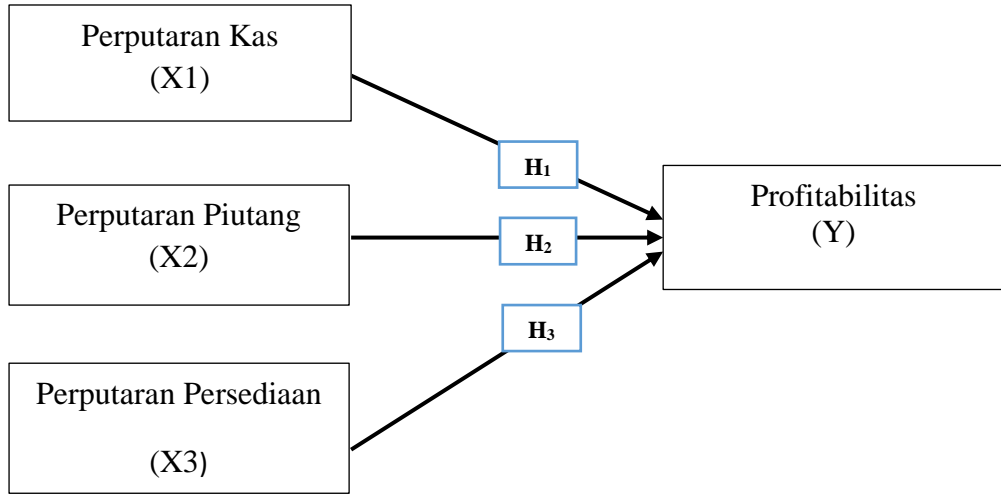 Perputaran Kas
(X1)
H1
Profitabilitas
(Y)
Perputaran Piutang
(X2)
H2
H3
Perputaran Persediaan
(X3)